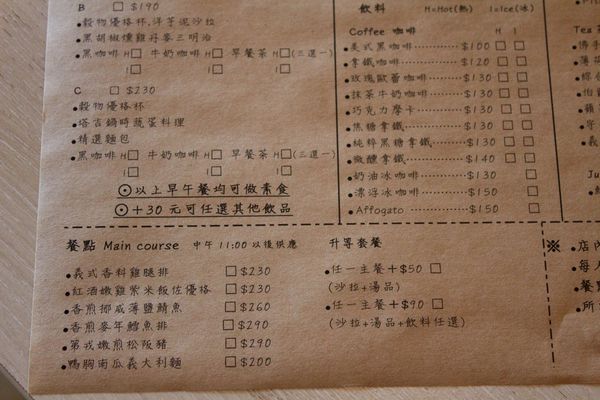 B □ $190
●穀物優格杯.洋芋泥沙拉
●黑胡椒燻雞丹麥三明治
●黑咖啡 H□ 牛奶咖啡 H□ 早餐茶 H□(三選一)
I□ I□ I□
C □ $230
●穀物優格杯
●塔吉鍋時蔬蛋料理
●精選麵包
●黑咖啡 H□ 牛奶咖啡 H□ 早餐茶 H□(三選一)
I□ I□ I□
⊙以上早午餐均可做素食
⊙+30 元可任選其他飲品
飲料 H=Hot(熱) I=Ice(冰)
Coffee 咖啡 H I
●美式黑咖啡 $100 □ □
●拿鐵咖啡 $120 □ □
●玫瑰歐蕾咖啡 $130 □ □
●抹茶牛奶咖啡 $130 □ □
●巧克力摩卡 $130 □ □
●焦糖拿鐵 $130 □ □
●純粹黑糖拿鐵 $130 □ □
●微醺拿鐵 $140 □ □
●奶油冰咖啡 $130 □
●漂浮冰咖啡 $150 □
●Affogato $150 □
Tea
餐點 Main course 中午 11:00 以後供應
●義式香料雞腿排 □ $230
●紅酒嫩雞紫米飯佐優格 □ $230
●香煎挪威薄鹽鯖魚 □ $260
●香煎麥年鱈魚排 □ $290
●第戎嫩煎松阪豬 □ $290
●鴨胸南瓜義大利麵 □ $200
升等套餐
●任一主餐+$50 □
(沙拉+湯品)
●任一主餐+$90 □
(沙拉+湯品+飲料任選)
※ ●店內
●每人
●餐點
●所